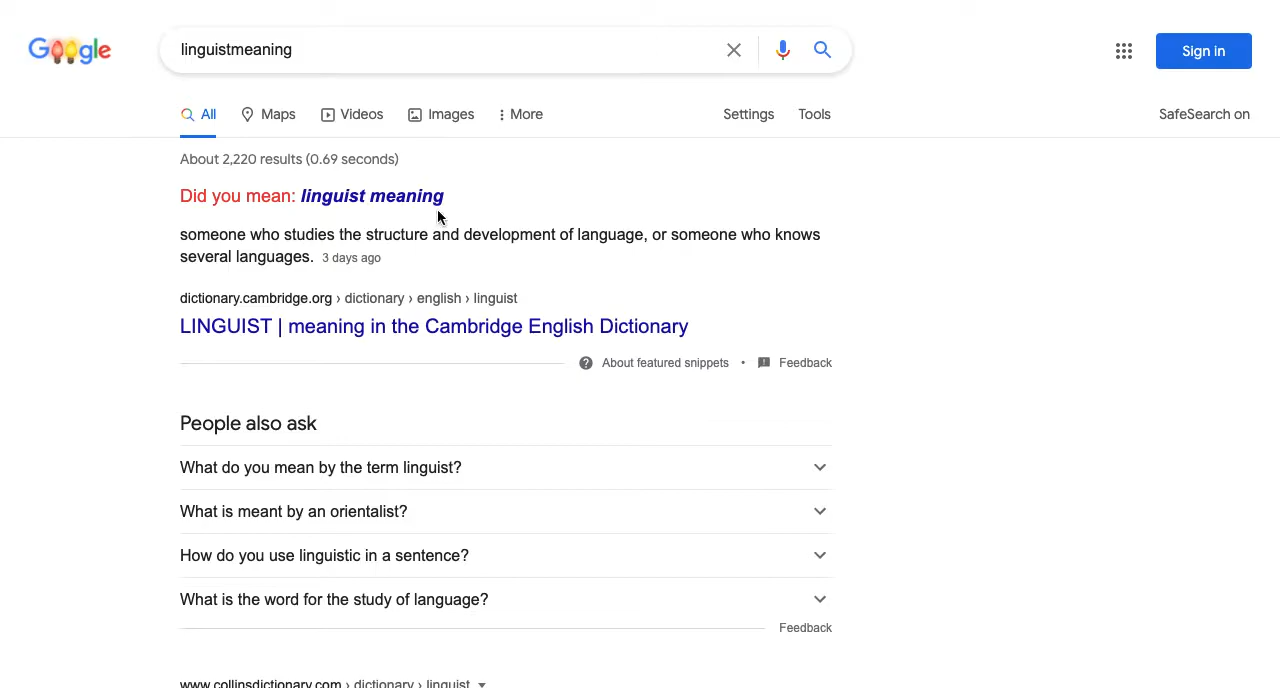 Google
linguistmeaning
Sign in
All Maps Videos Images More Settings Tools SafeSearch on
About 2,220 results (0.69 seconds)
Did you mean: linguist meaning
someone who studies the structure and development of language, or someone who knows
several languages. 3 days ago
dictionary.cambridge.org › dictionary › english › linguist
LINGUIST | meaning in the Cambridge English Dictionary
About featured snippets • Feedback
People also ask
What do you mean by the term linguist?
What is meant by an orientalist?
How do you use linguistic in a sentence?
What is the word for the study of language?
Feedback
www.collinsdictionary.com › dictionary › linguist